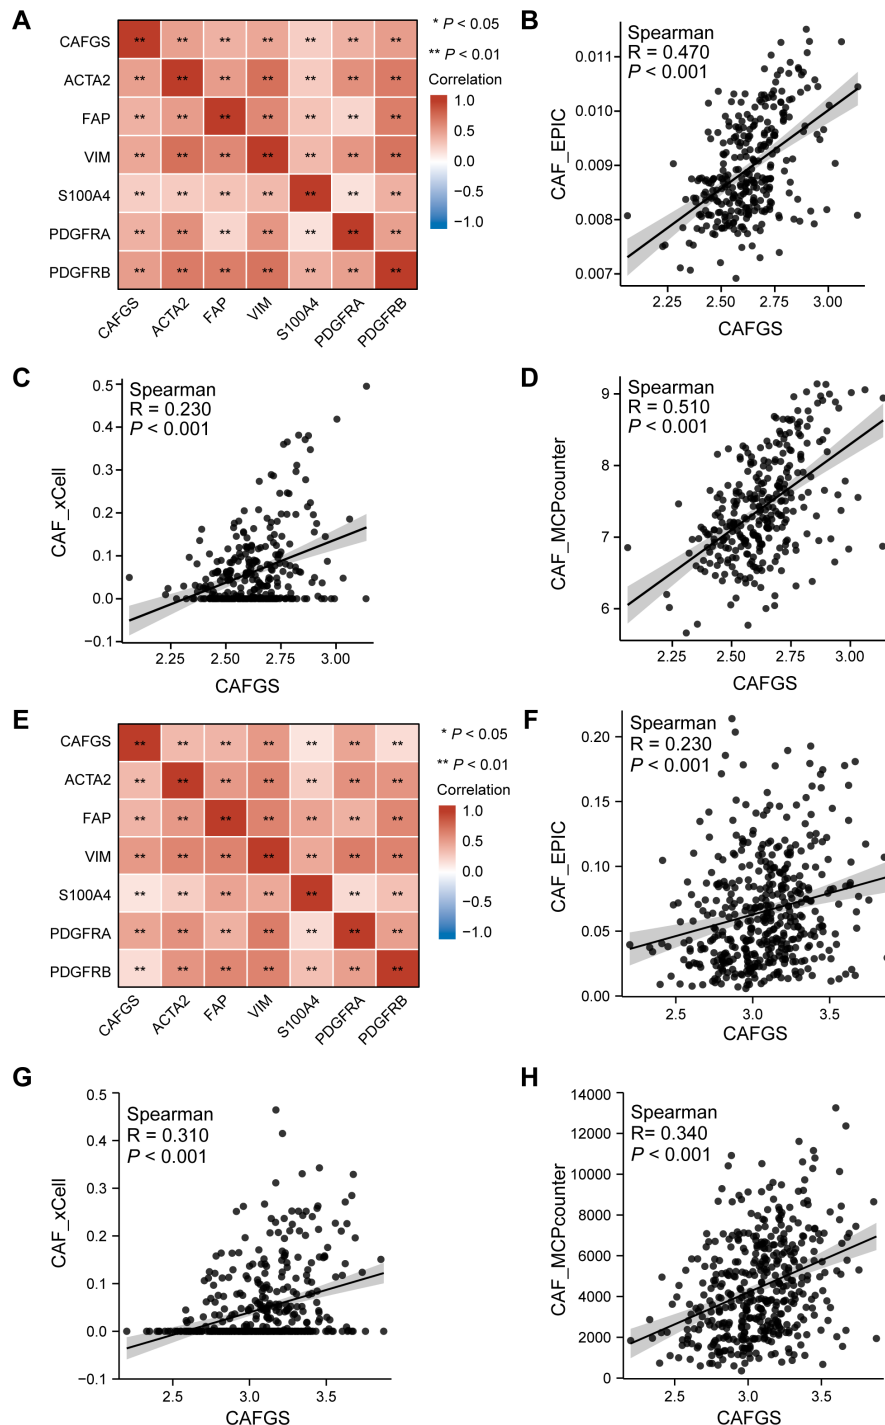 A
CAFGS
ACTA2
FAP
VIM
S100A4
PDGFRA
PDGFRB
** ** ** ** ** ** **
** ** ** ** ** ** **
** ** ** ** ** ** **
** ** ** ** ** ** **
** ** ** ** ** ** **
** ** ** ** ** ** **
** ** ** ** ** ** **
CAFGS ACTA2 FAP VIM S100A4 PDGFRA PDGFRB
* P < 0.05
** P < 0.01
Correlation
1.0
0.5
0.0
−0.5
−1.0
B
Spearman
R = 0.470
P < 0.001
CAF_EPIC
0.011
0.010
0.009
0.008
0.007
2.25 2.50 2.75 3.00
CAFGS
C
Spearman
R = 0.230
P < 0.001
CAF_xCell
0.5
0.4
0.3
0.2
0.1
0.0
−0.1
2.25 2.50 2.75 3.00
CAFGS
D
Spearman
R = 0.510
P < 0.001
CAF_MCPcounter
9
8
7
6
2.25 2.50 2.75 3.00
CAFGS
E
CAFGS
ACTA2
FAP
VIM
S100A4
PDGFRA
PDGFRB
** ** ** ** ** ** **
** ** ** ** ** ** **
** ** ** ** ** ** **
** ** ** ** ** ** **
** ** ** ** ** ** **
** ** ** ** ** ** **
** ** ** ** ** ** **
CAFGS ACTA2 FAP VIM S100A4 PDGFRA PDGFRB
* P < 0.05
** P < 0.01
Correlation
1.0
0.5
0.0
−0.5
−1.0
F
Spearman
R = 0.230
P < 0.001
CAF_EPIC
0.20
0.15
0.10
0.05
0.00
2.5 3.0 3.5
CAFGS
G
Spearman
R = 0.310
P < 0.001
CAF_xCell
0.5
0.4
0.3
0.2
0.1
0.0
−0.1
2.5 3.0 3.5
CAFGS
H
Spearman
R= 0.340
P < 0.001
CAF_MCPcounter
14000
12000
10000
8000
6000
4000
2000
0
2.5 3.0 3.5
CAFGS